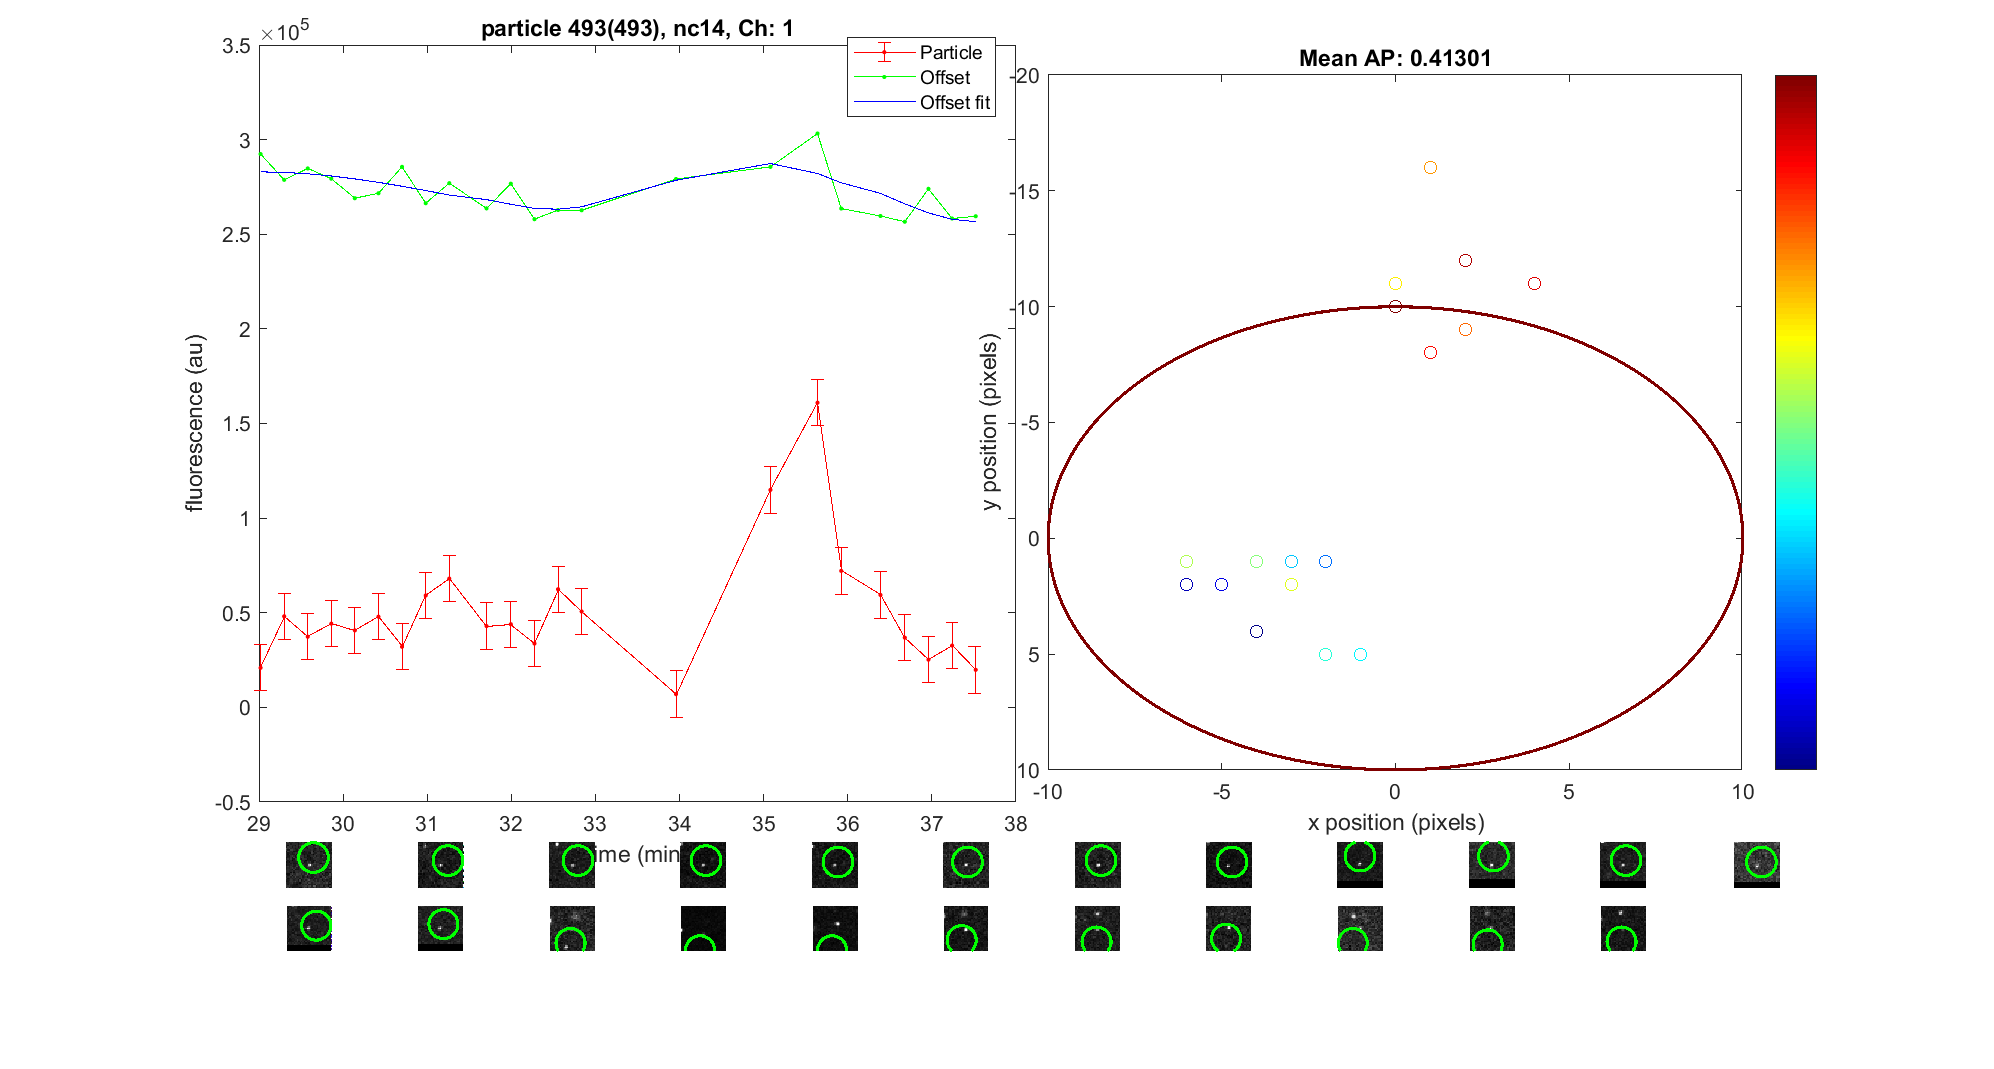 particle 493(493), nc14, Ch: 1
×10^5
3.5
3
2.5
2
1.5
1
0.5
0
-0.5
fluorescence (au)
29 30 31 32 33 34 35 36 37 38
ime (min
Particle
Offset
Offset fit
Mean AP: 0.41301
-20
-15
-10
-5
0
5
10
y position (pixels)
-10 -5 0 5 10
x position (pixels)